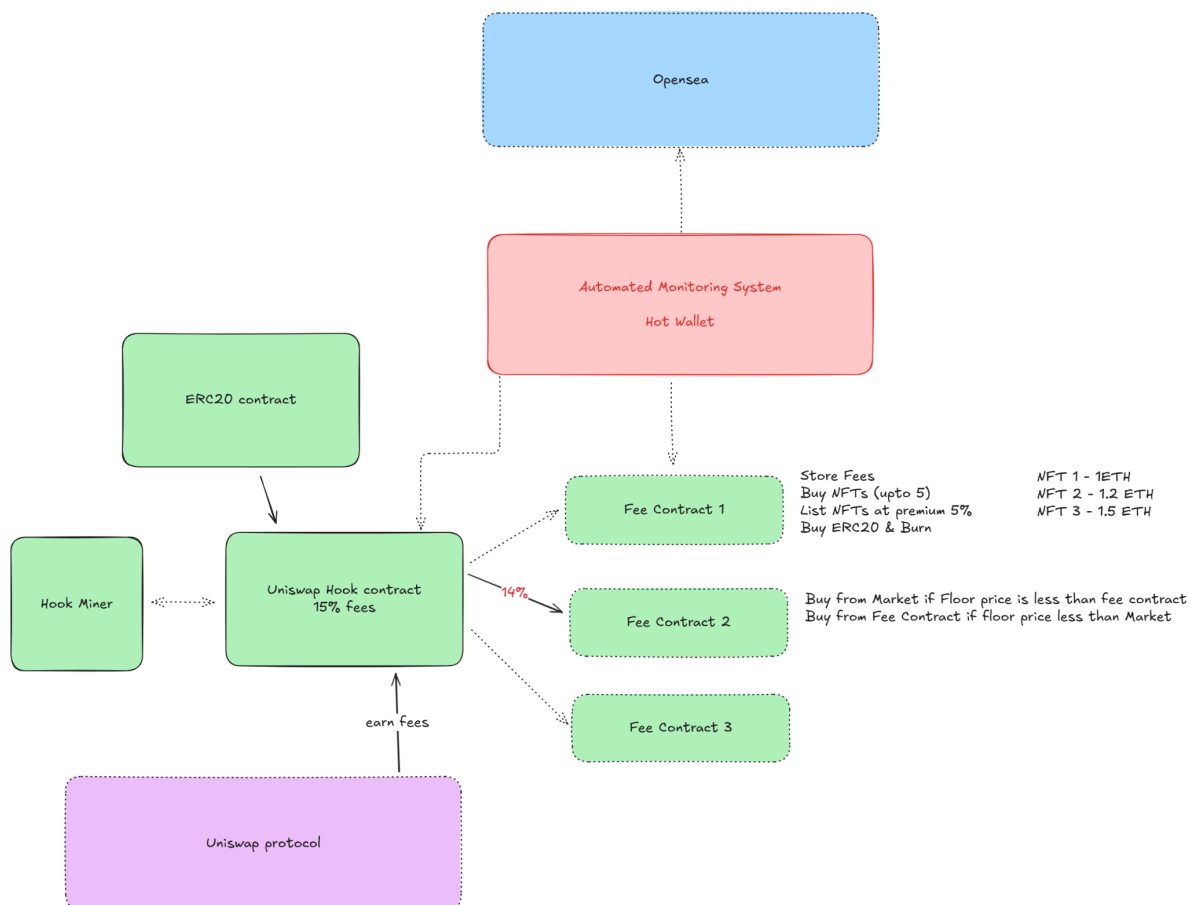 Opensea
Automated Monitoring System
Hot Wallet
ERC20 contract
Store Fees
Buy NFTs (upto 5)
List NFTs at premium 5%
Buy ERC20 & Burn
NFT 1 - 1ETH
NFT 2 - 1.2 ETH
NFT 3 - 1.5 ETH
Fee Contract 1
Hook Miner
Uniswap Hook contract
15% fees
14%
Fee Contract 2
Buy from Market if Floor price is less than fee contract
Buy from Fee Contract if floor price less than Market
Fee Contract 3
earn fees
Uniswap protocol